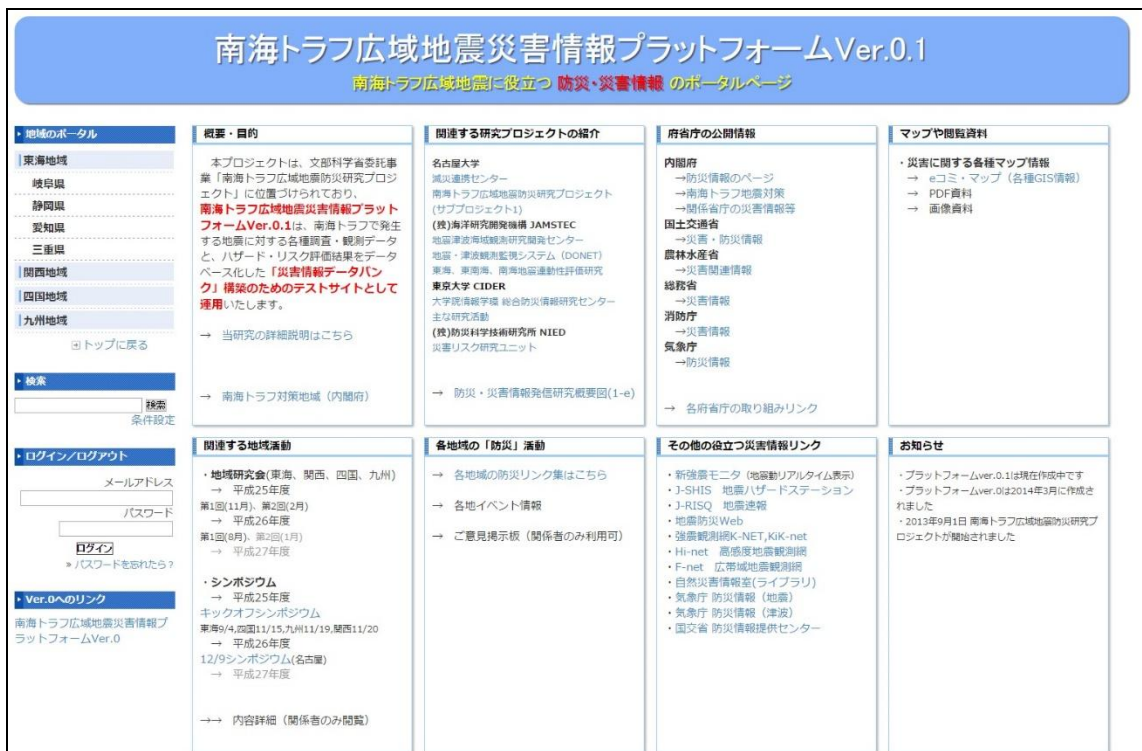 南海トラフ広域地震災害情報プラットフォームVer.0.1
南海トラフ広域地震に役立つ 防災・災害情報 のポータルページ
地域のポータル
東海地域
岐阜県
静岡県
愛知県
三重県
関西地域
四国地域
九州地域
トップに戻る
検索
検索
条件設定
ログイン/ログアウト
メールアドレス
パスワード
ログイン
» パスワードを忘れたら?
Ver.0へのリンク
南海トラフ広域地震災害情報プ
ラットフォームVer.0
概要・目的
本プロジェクトは、文部科学省委託事
業「南海トラフ広域地震防災研究プロジ
ェクト」に位置づけられており、
南海トラフ広域地震災害情報プラット
フォームVer.0.1は、南海トラフで発生
する地震に対する各種調査・観測データ
と、ハザード・リスク評価結果をデータ
ベース化した「災害情報データバン
ク」構築のためのテストサイトとして
運用いたします。
→ 当研究の詳細説明はこちら
→ 南海トラフ対策地域(内閣府)
関連する研究プロジェクトの紹介
名古屋大学
減災連携センター
南海トラフ広域地震防災研究プロジェクト
(サブプロジェクト1)
(独)海洋研究開発機構 JAMSTEC
地震津波海域観測研究開発センター
地震・津波観測監視システム(DONET)
東海、東南海、南海地震連動性評価研究
東京大学 CIDER
大学院情報学環 総合防災情報研究センター
主な研究活動
(独)防災科学技術研究所 NIED
災害リスク研究ユニット
→ 防災・災害情報発信研究概要図(1-e)
府省庁の公開情報
内閣府
→防災情報のページ
→南海トラフ地震対策
→関係省庁の災害情報等
国土交通省
→災害・防災情報
農林水産省
→災害関連情報
総務省
→災害情報
消防庁
→災害情報
気象庁
→防災情報
→ 各府省庁の取り組みリンク
マップや閲覧資料
・災害に関する各種マップ情報
→ eコミ・マップ(各種GIS情報)
→ PDF資料
→ 画像資料
関連する地域活動
・地域研究会(東海、関西、四国、九州)
→ 平成25年度
第1回(11月)、第2回(2月)
→ 平成26年度
第1回(8月)、第2回(1月)
→ 平成27年度
・シンポジウム
→ 平成25年度
キックオフシンポジウム
東海9/4,四国11/15,九州11/19,関西11/20
→ 平成26年度
12/9シンポジウム(名古屋)
→ 平成27年度
→→ 内容詳細(関係者のみ閲覧)
各地域の「防災」活動
→ 各地域の防災リンク集はこちら
→ 各地イベント情報
→ ご意見掲示板(関係者のみ利用可)
その他の役立つ災害情報リンク
・新強震モニタ(地震動リアルタイム表示)
・J-SHIS 地震ハザードステーション
・J-RISQ 地震速報
・地震防災Web
・強震観測網K-NET,KiK-net
・Hi-net 高感度地震観測網
・F-net 広帯域地震観測網
・自然災害情報室(ライブラリ)
・気象庁 防災情報(地震)
・気象庁 防災情報(津波)
・国交省 防災情報提供センター
お知らせ
・プラットフォームver.0.1は現在作成中です
・プラットフォームver.0は2014年3月に作成さ
れました
・2013年9月1日 南海トラフ広域地震防災研究プ
ロジェクトが開始されました